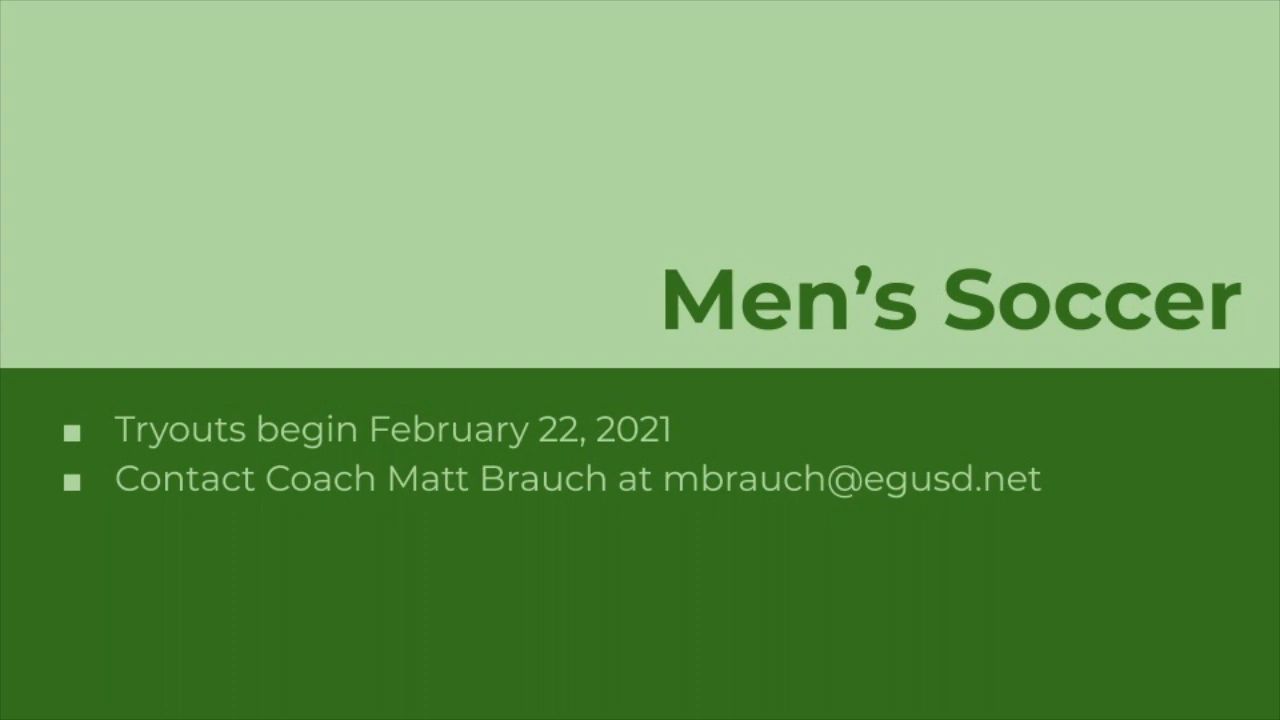 Men’s Soccer
▪ Tryouts begin February 22, 2021
▪ Contact Coach Matt Brauch at mbrauch@egusd.net